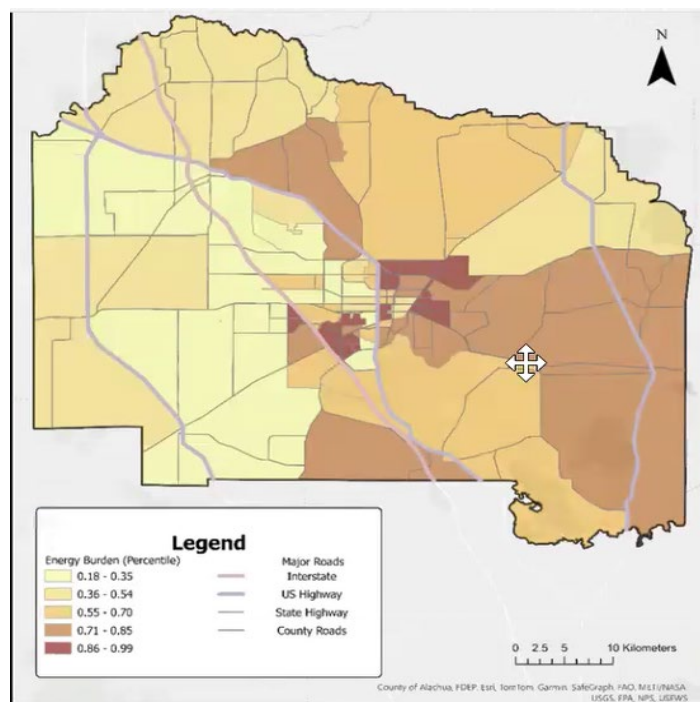 N
Legend
Energy Burden (Percentile)
0.18 - 0.35
0.36 - 0.54
0.55 - 0.70
0.71 - 0.85
0.86 - 0.99
Major Roads
Interstate
US Highway
State Highway
County Roads
0 2.5 5 10 Kilometers
County of Alachua, FDEP, Esri, TomTom, Garmin, SafeGraph, FAO, METI/NASA,
USGS, EPA, NPS, USFWS